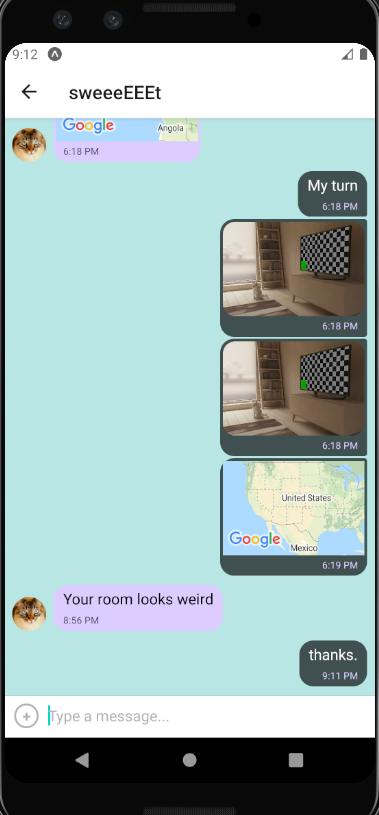 9:12
sweeeEEEt
Google
Angola
6:18 PM
My turn
6:18 PM
6:18 PM
6:18 PM
United States
Google
Mexico
6:19 PM
Your room looks weird
8:56 PM
thanks.
9:11 PM
Type a message...